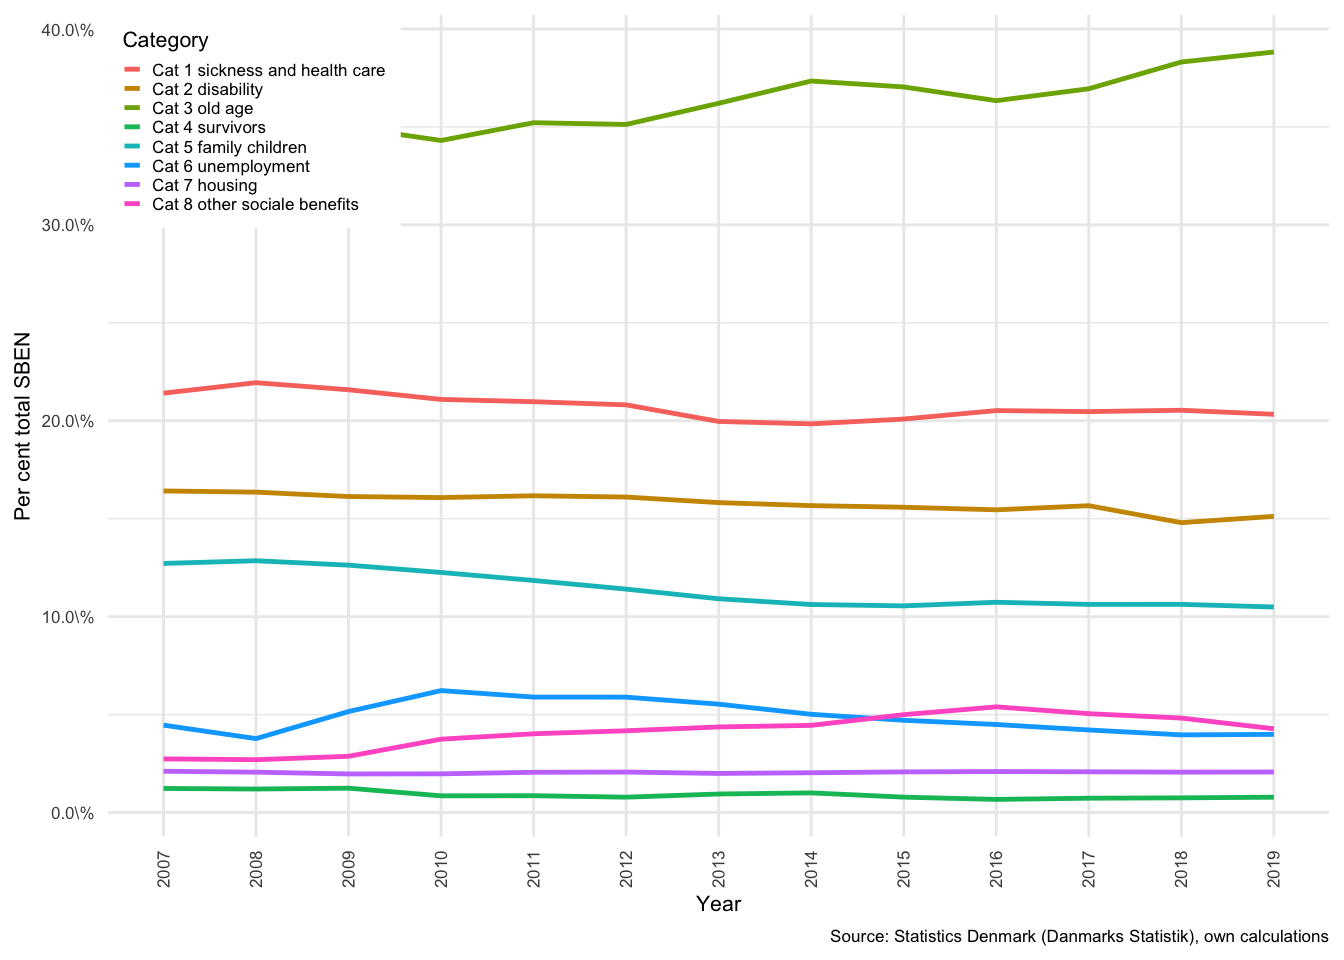 40.0\%
30.0\%
20.0\%
10.0\%
0.0\%
Per cent total SBEN
Category
Cat 1 sickness and health care
Cat 2 disability
Cat 3 old age
Cat 4 survivors
Cat 5 family children
Cat 6 unemployment
Cat 7 housing
Cat 8 other sociale benefits
2007
2008
2009
2010
2011
2012
2013
2014
2015
2016
2017
2018
2019
Year
Source: Statistics Denmark (Danmarks Statistik), own calculations